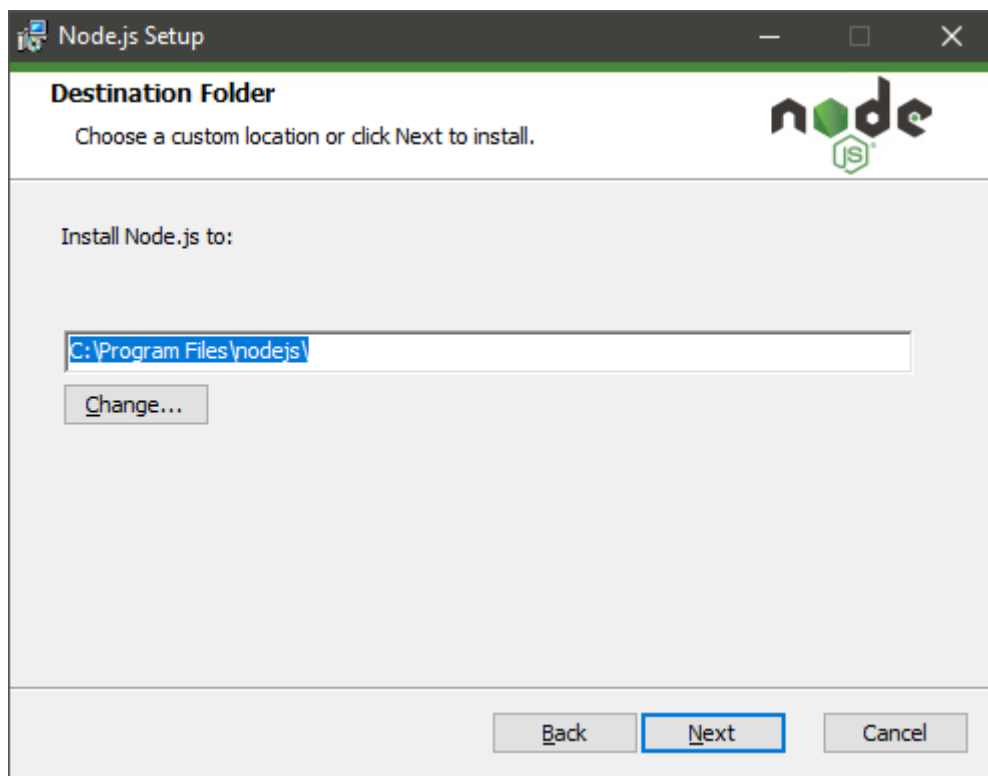 Node.js Setup
Destination Folder
Choose a custom location or click Next to install.
node
JS
Install Node.js to:
C:\Program Files\nodejs\
Change...
Back
Next
Cancel